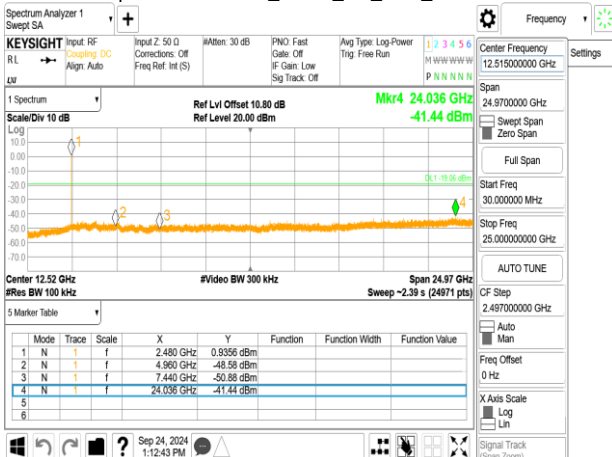 Spectrum Analyzer 1
Swept SA
Frequency
KEYSIGHT
RL
Input: RF
Coupling: DC
Align: Auto
Input Z: 50 Ω
Corrections: Off
Freq Ref: Int (S)
#Atten: 30 dB
PNO: Fast
Gate: Off
IF Gain: Low
Sig Track: Off
Avg Type: Log-Power
Trig: Free Run
1 2 3 4 5 6
M W W W W W
P N N N N N
LXI
1 Spectrum
Scale/Div 10 dB
Ref Lvl Offset 10.80 dB
Ref Level 20.00 dBm
Mkr4 24.036 GHz
-41.44 dBm
Log
10.0
0.00
-10.0
-20.0
-30.0
-40.0
-50.0
-60.0
-70.0
1
2
3
4
DL1 -19.06 dBm
Center 12.52 GHz
#Res BW 100 kHz
#Video BW 300 kHz
Span 24.97 GHz
Sweep ~2.39 s (24971 pts)
5 Marker Table
Mode Trace Scale X Y Function Function Width Function Value
1 N 1 f 2.480 GHz 0.9356 dBm
2 N 1 f 4.960 GHz -48.58 dBm
3 N 1 f 7.440 GHz -50.88 dBm
4 N 1 f 24.036 GHz -41.44 dBm
5
6
Sep 24, 2024
1:12:43 PM
Center Frequency
12.515000000 GHz
Settings
Span
24.9700000 GHz
Swept Span
Zero Span
Full Span
Start Freq
30.000000 MHz
Stop Freq
25.000000000 GHz
AUTO TUNE
CF Step
2.497000000 GHz
Auto
Man
Freq Offset
0 Hz
X Axis Scale
Log
Lin
Signal Track
(Span Zoom)